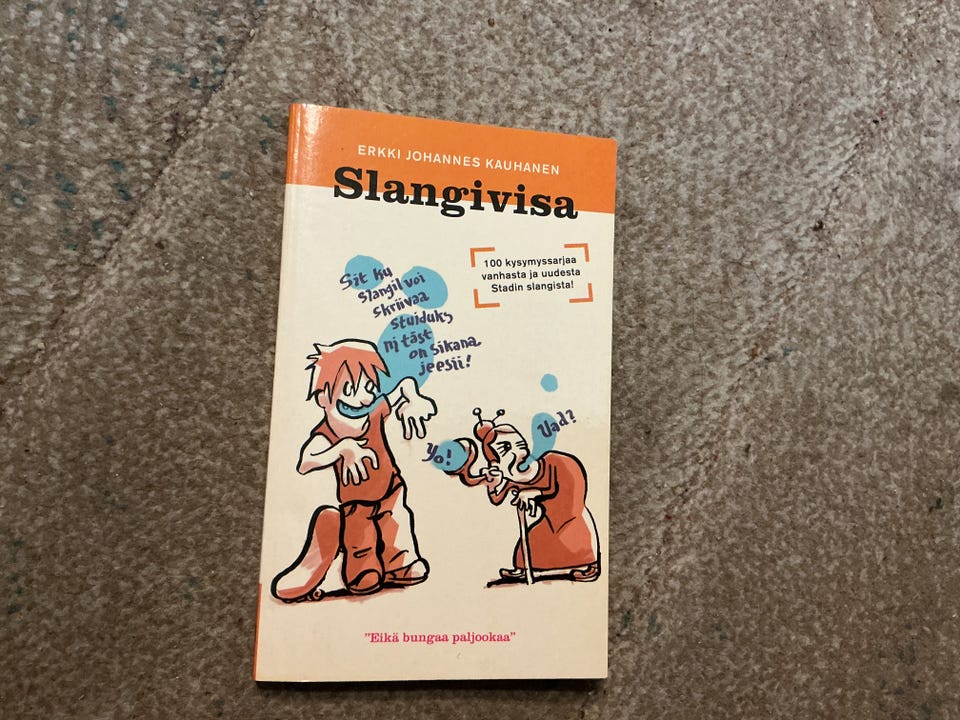 ERKKI JOHANNES KAUHANEN
Slangivisa
100 kysymyssarjaa
vanhasta ja uudesta
Stadin slangista!
Sit ku
slangil voi
skriivaa
stuiduks
ni täst
on sikana
jeesii!
Yo!
Vad?
"Eikä bungaa paljookaa"